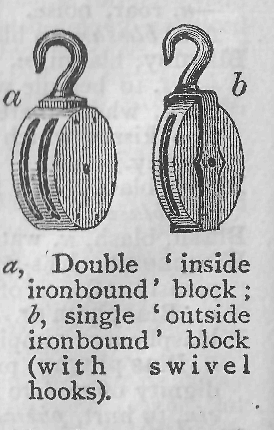 a
b
a, Double ‘inside
ironbound’ block;
b, single ‘outside
ironbound’ block
(with swivel
hooks).